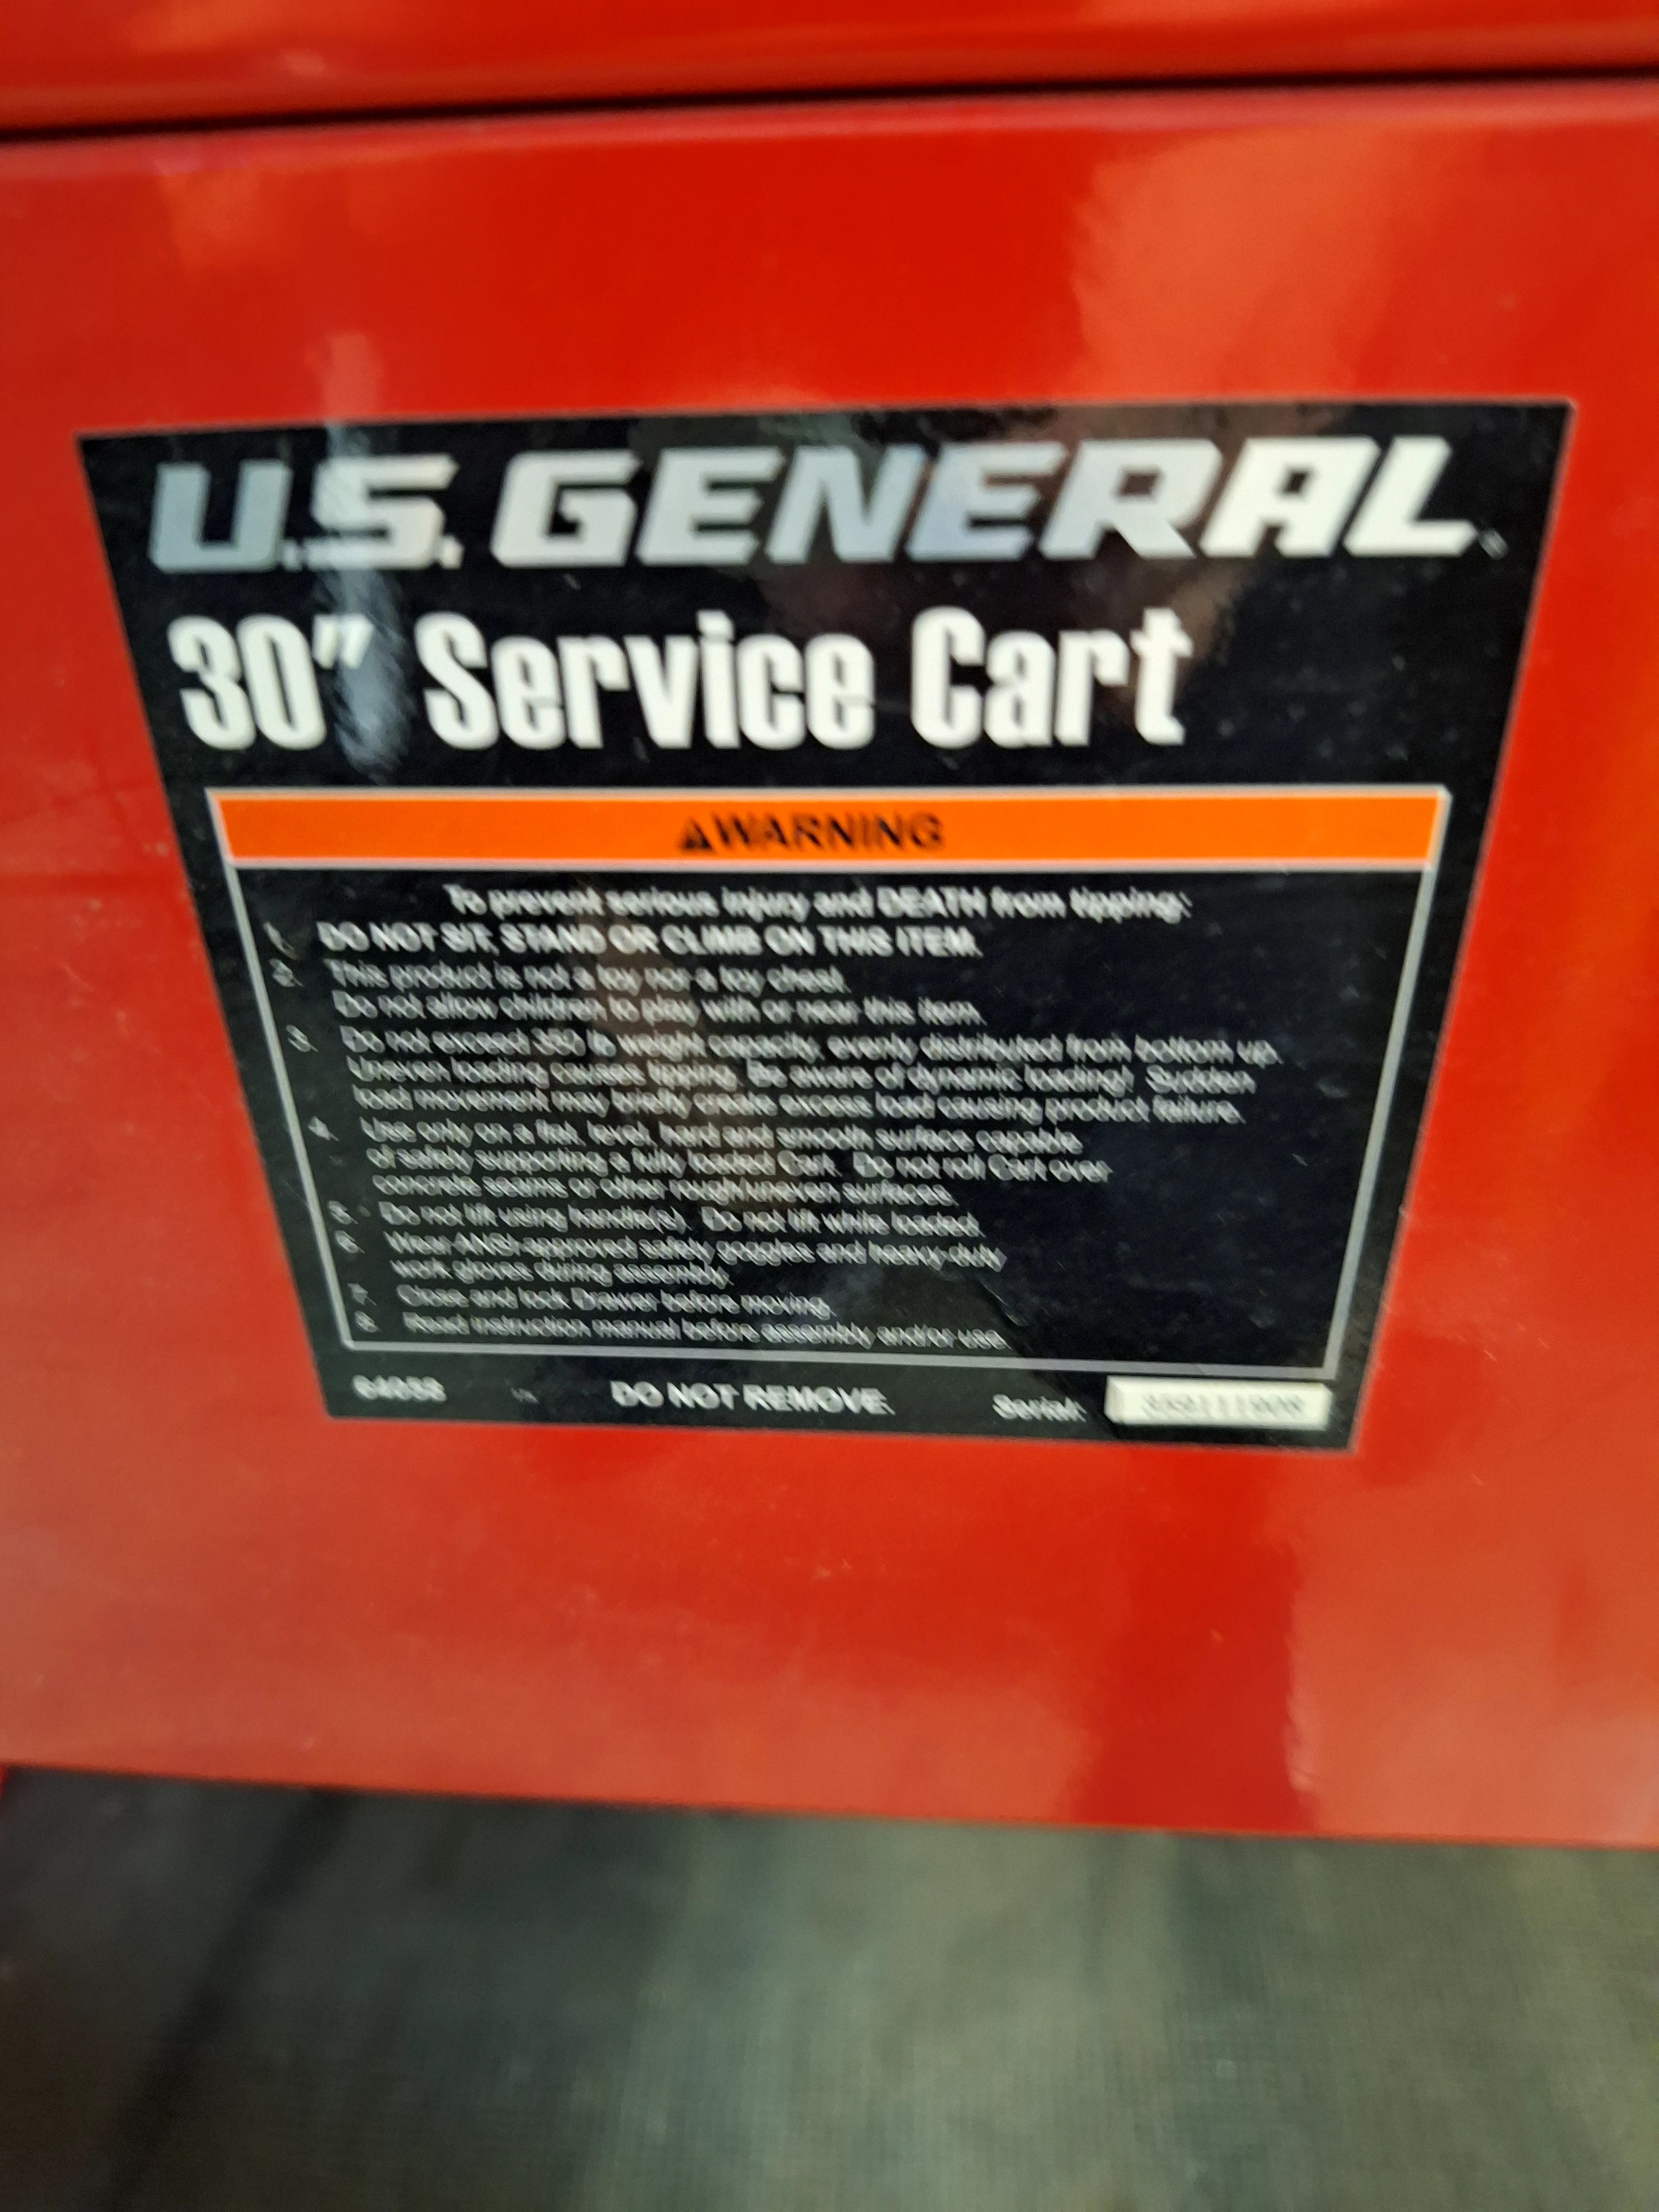 U.S. GENERAL
30" Service Cart
⚠WARNING
To prevent serious injury and DEATH from tipping:
1. DO NOT SIT, STAND OR CLIMB ON THIS ITEM.
2. This product is not a toy nor a toy chest.
Do not allow children to play with or near this item.
3. Do not exceed 350 lb weight capacity, evenly distributed from bottom up.
Uneven loading causes tipping. Be aware of dynamic loading! Sudden
load movement may briefly create excess load causing product failure.
4. Use only on a flat, level, hard and smooth surface capable
of safely supporting a fully loaded Cart. Do not roll Cart over
concrete seams or other rough/uneven surfaces.
5. Do not lift using handle(s). Do not lift while loaded.
6. Wear ANSI-approved safety goggles and heavy-duty
work gloves during assembly.
7. Close and lock Drawer before moving.
8. Read instruction manual before assembly and/or use.
DO NOT REMOVE. Serial: